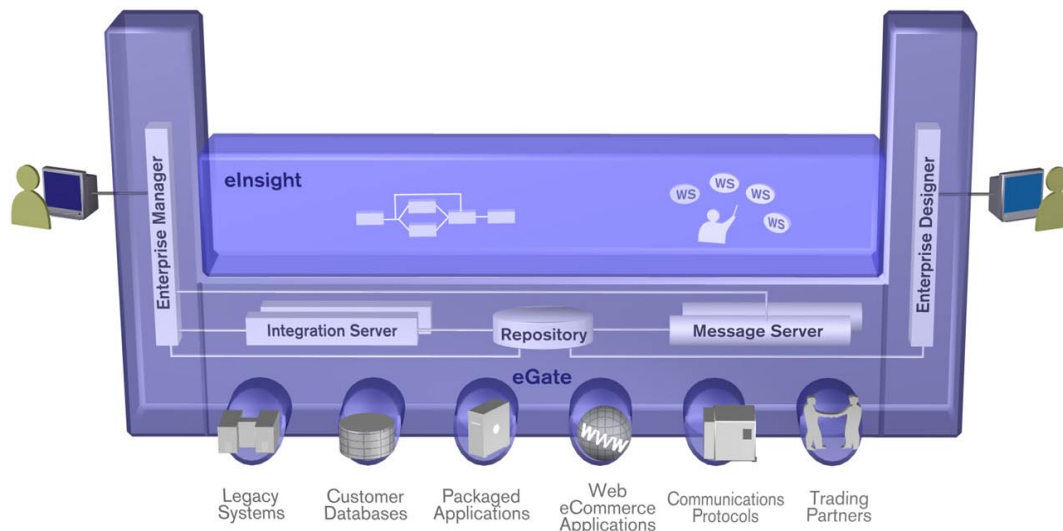 eInsight
WS
WS
WS
WS
Enterprise Manager
Enterprise Designer
Integration Server
Repository
Message Server
eGate
WWW
Legacy
Systems
Customer
Databases
Packaged
Applications
Web
eCommerce
Applications
Communications
Protocols
Trading
Partners